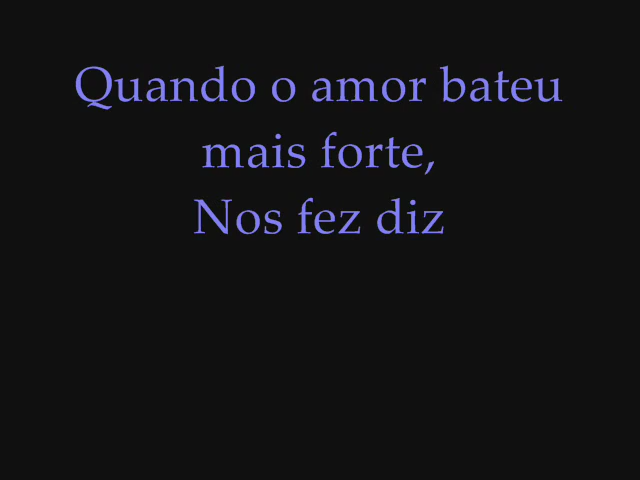 Quando o amor bateu
mais forte,
Nos fez diz